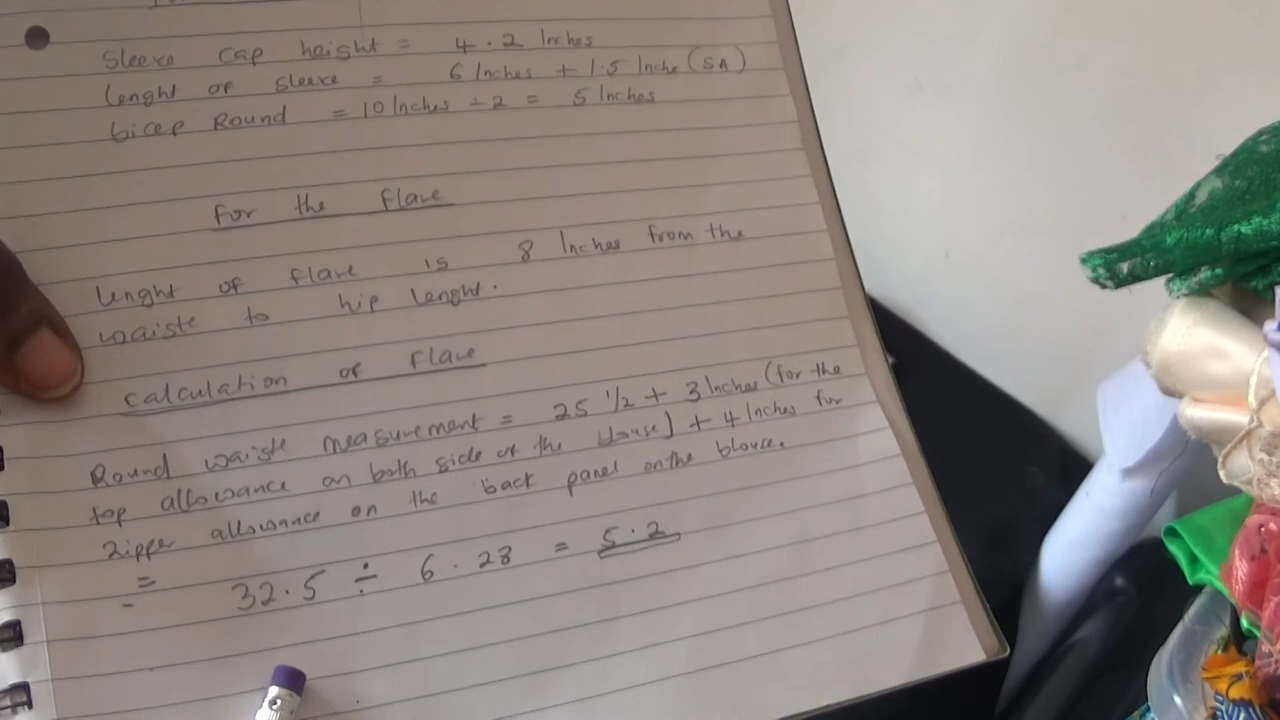 Sleeve cap height = 4.2 Inches
lenght of sleeve = 6 Inches + 1.5 Inche (SA)
bicep Round = 10 Inches ÷ 2 = 5 Inches
For the Flare
lenght of flare is 8 Inches from the
waiste to hip lenght.
calculation of Flare
Round waiste measurement = 25 1/2 + 3 Inches (for the
top allowance on both side of the blouse) + 4 Inches for
Zipper allowance on the back panel on the blouse.
= 32.5 ÷ 6.28 = 5.2